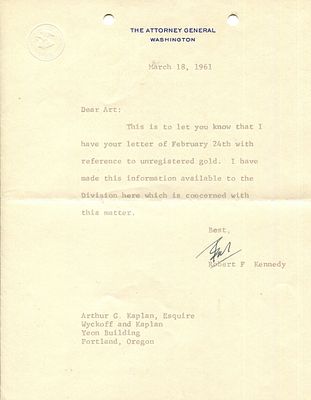 THE ATTORNEY GENERAL
WASHINGTON
March 18, 1961
Dear Art:
This is to let you know that I
have your letter of February 24th with
reference to unregistered gold. I have
made this information available to the
Division here which is concerned with
this matter.
Best,
Robert F Kennedy
Arthur G. Kaplan, Esquire
Wyckoff and Kaplan
Yeon Building
Portland, Oregon